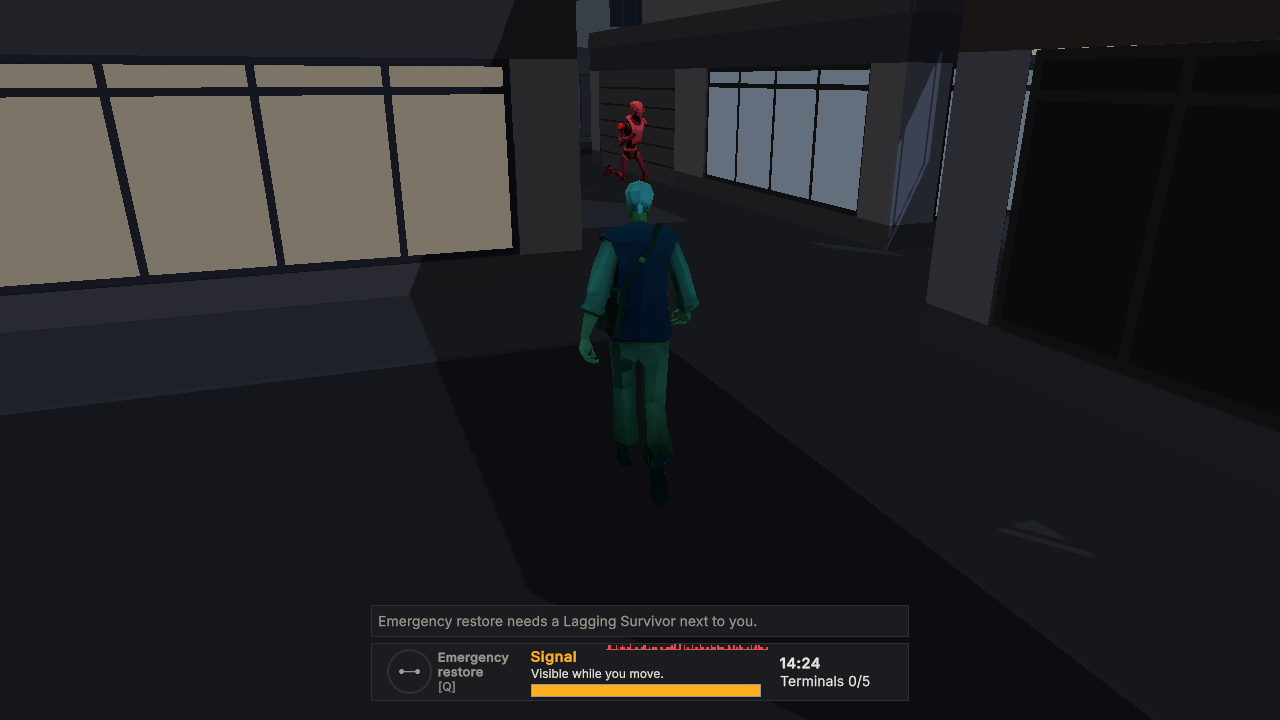 Emergency restore needs a Lagging Survivor next to you.
Emergency
restore
[Q]
Signal
Visible while you move.
14:24
Terminals 0/5